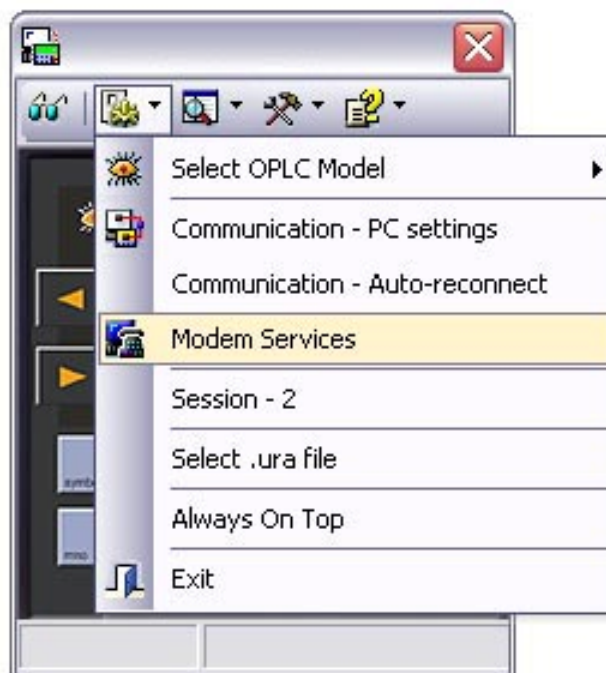 Select OPLC Model
Communication - PC settings
Communication - Auto-reconnect
Modem Services
Session - 2
Select .ura file
Always On Top
Exit
mno